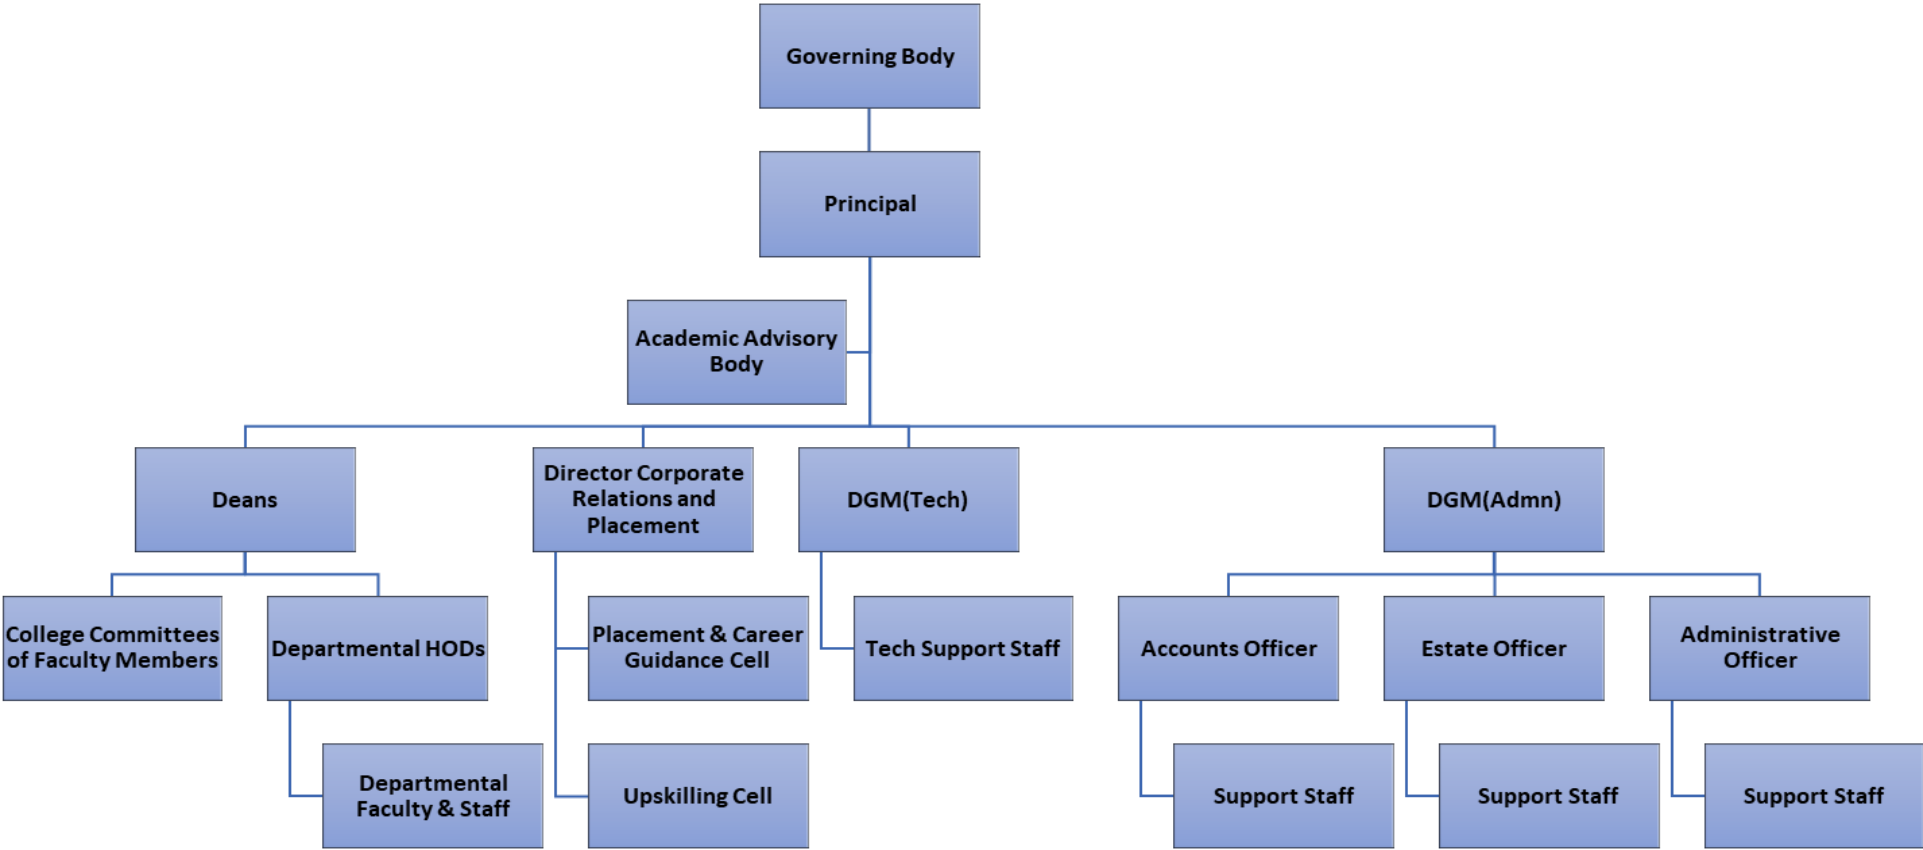 Governing Body
Principal
Academic Advisory
Body
Deans
Director Corporate
Relations and
Placement
DGM(Tech)
DGM(Admn)
College Committees
of Faculty Members
Departmental HODs
Placement & Career
Guidance Cell
Tech Support Staff
Accounts Officer
Estate Officer
Administrative
Officer
Departmental
Faculty & Staff
Upskilling Cell
Support Staff
Support Staff
Support Staff